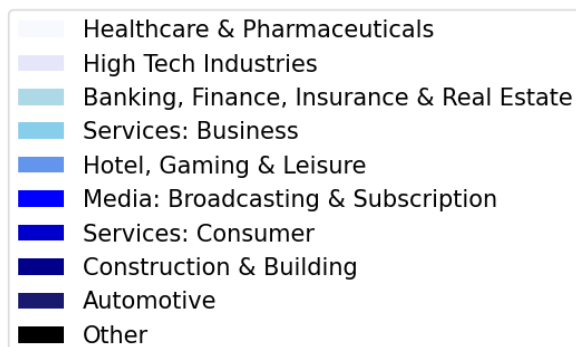 Healthcare & Pharmaceuticals
High Tech Industries
Banking, Finance, Insurance & Real Estate
Services: Business
Hotel, Gaming & Leisure
Media: Broadcasting & Subscription
Services: Consumer
Construction & Building
Automotive
Other